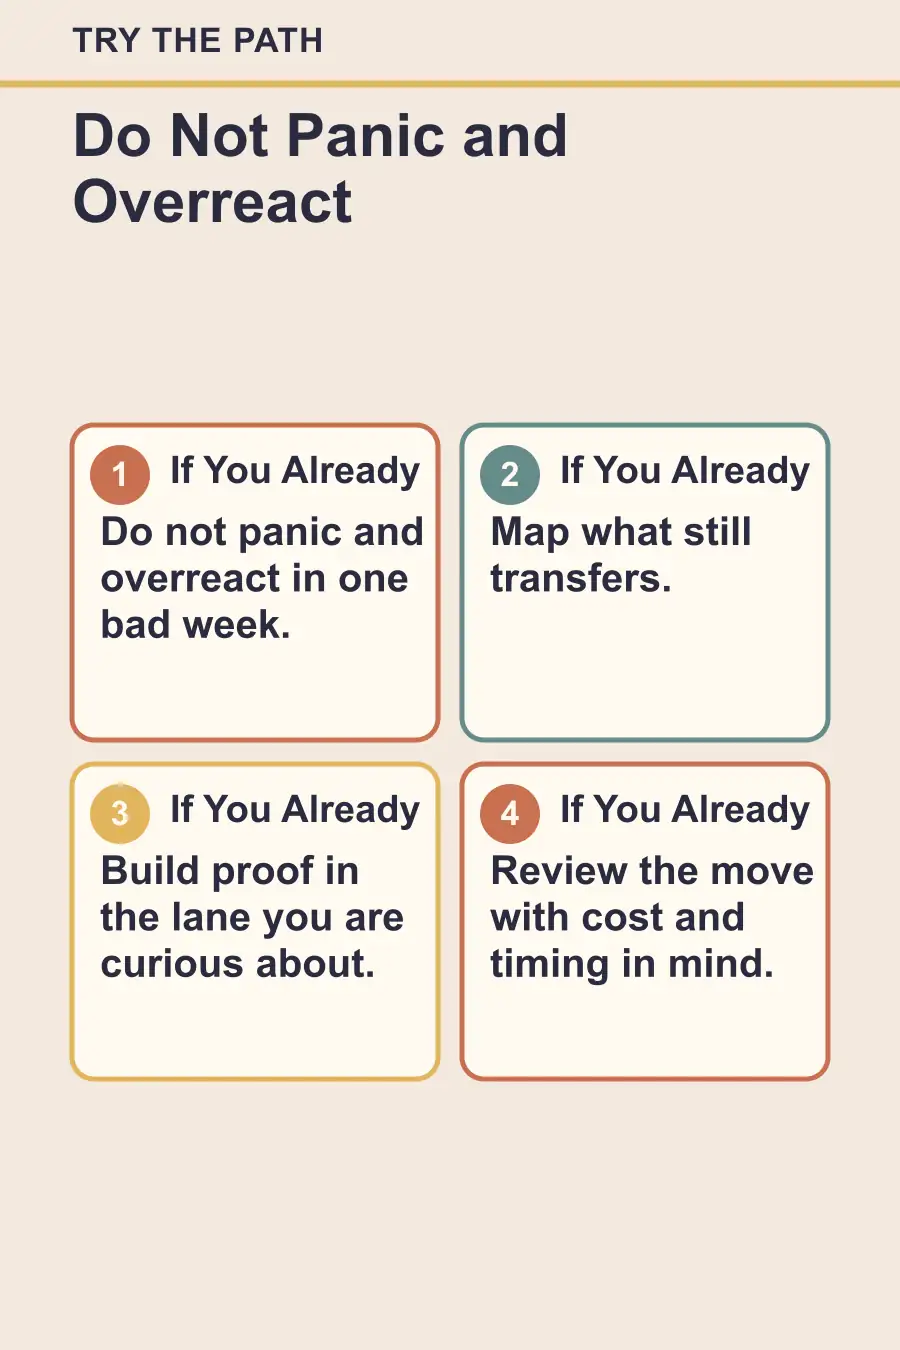 TRY THE PATH
Do Not Panic and
Overreact
1 If You Already
Do not panic and
overreact in one
bad week.
2 If You Already
Map what still
transfers.
3 If You Already
Build proof in
the lane you are
curious about.
4 If You Already
Review the move
with cost and
timing in mind.